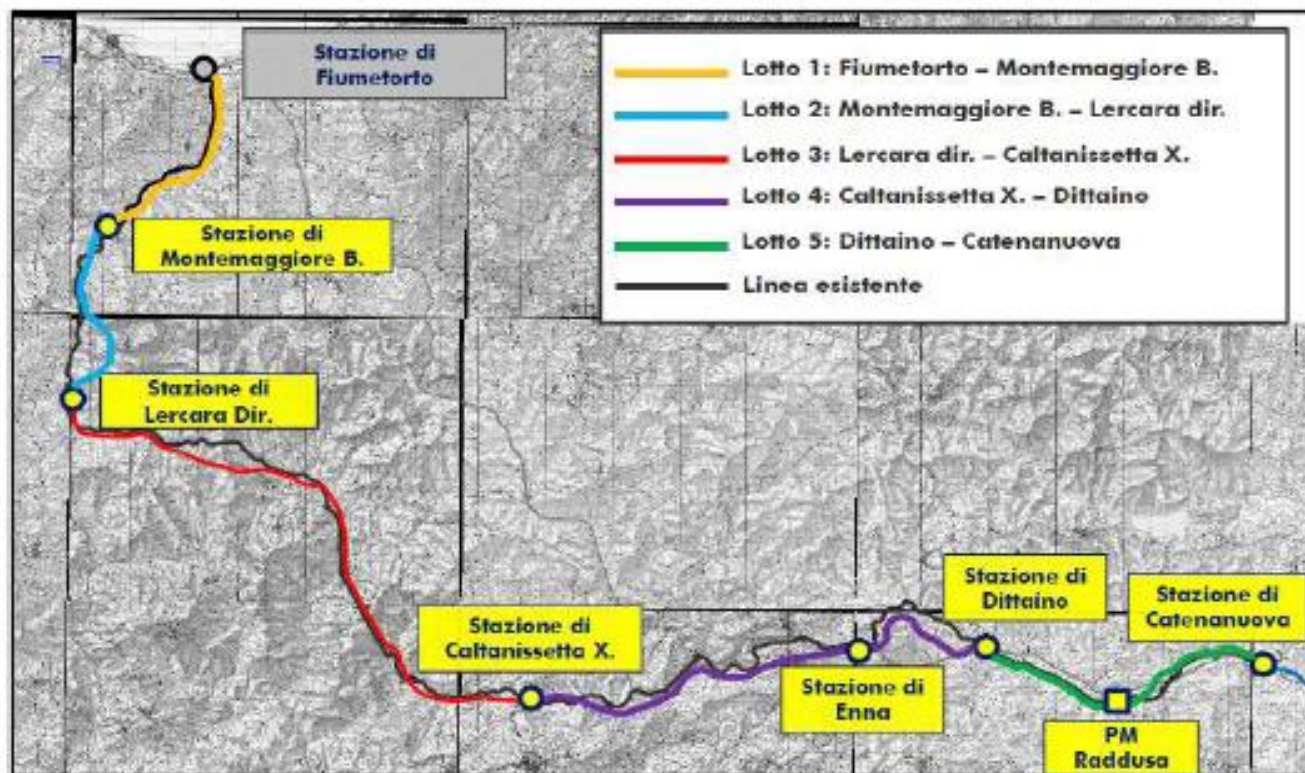 Stazione di
Fiumetorto
Lotto 1: Fiumetorto – Montemaggiore B.
Lotto 2: Montemaggiore B. – Lercara dir.
Lotto 3: Lercara dir. – Caltanissetta X.
Lotto 4: Caltanissetta X. – Dittaino
Lotto 5: Dittaino – Catenanuova
Linea esistente
Stazione di
Montemaggiore B.
Stazione di
Lercara Dir.
Stazione di
Caltanissetta X.
Stazione di
Dittaino
Stazione di
Catenanuova
Stazione di
Enna
PM
Raddusa